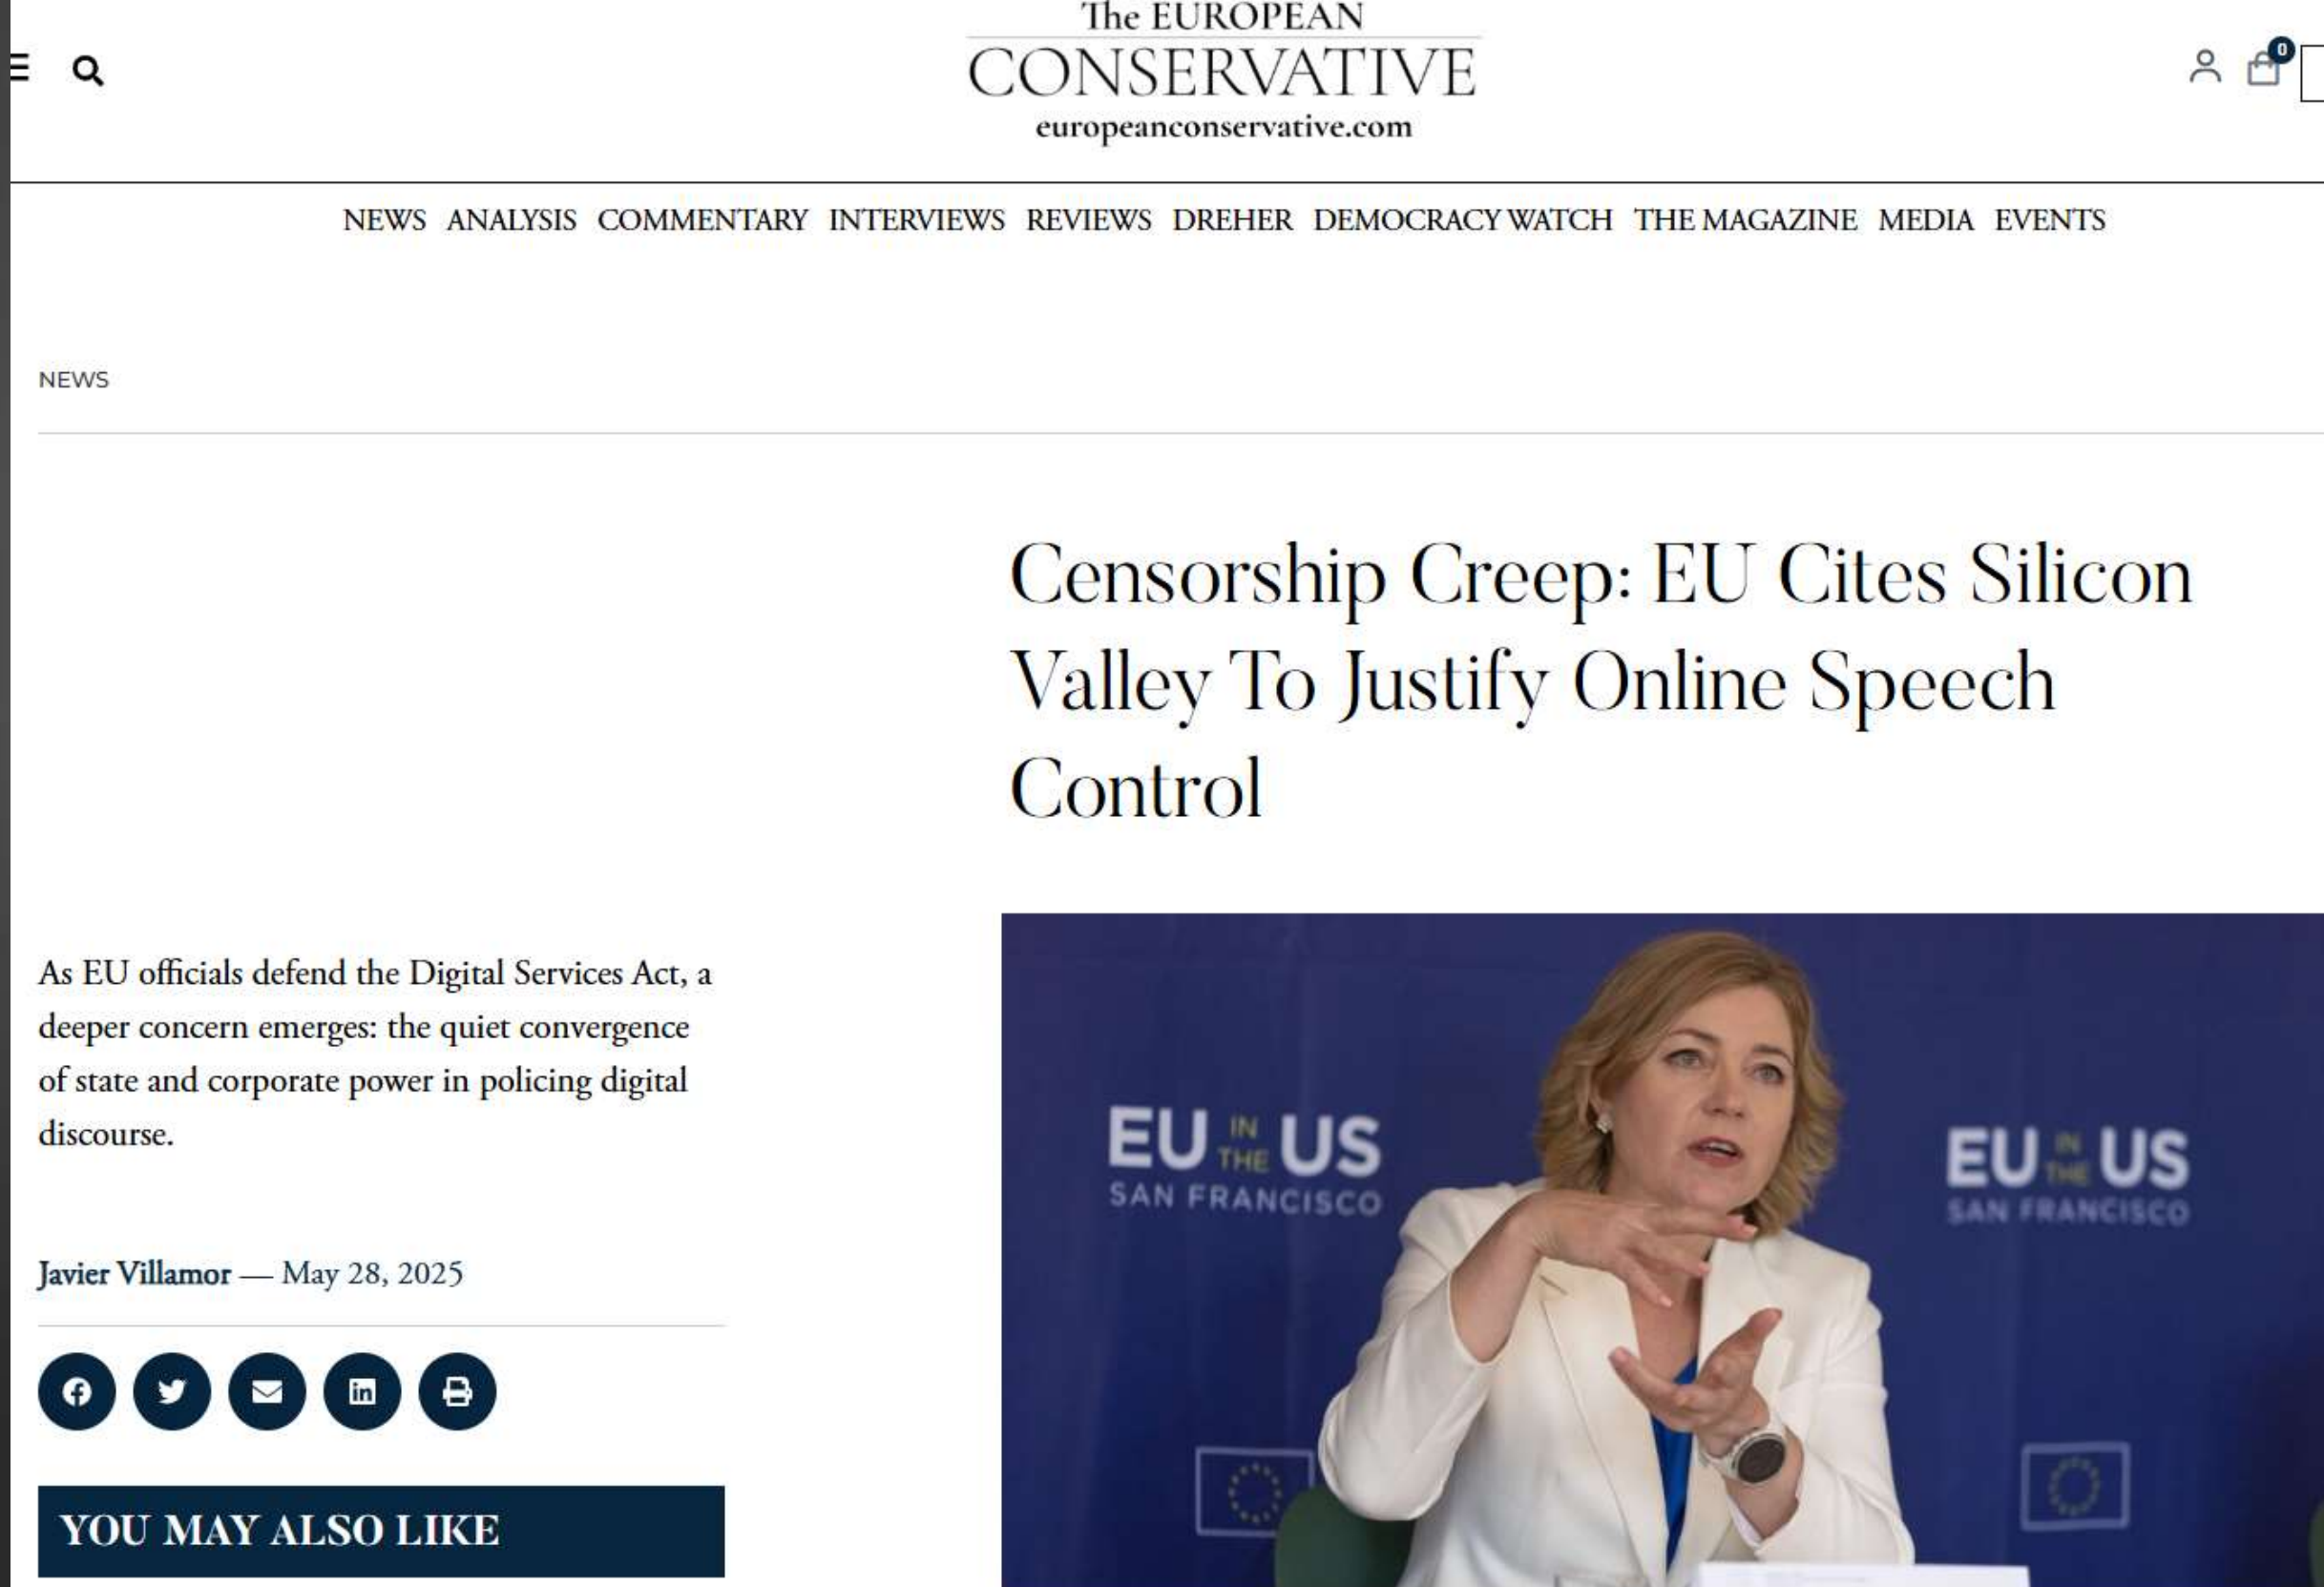 The EUROPEAN
CONSERVATIVE
europeanconservative.com
0
NEWS ANALYSIS COMMENTARY INTERVIEWS REVIEWS DREHER DEMOCRACY WATCH THE MAGAZINE MEDIA EVENTS
NEWS
Censorship Creep: EU Cites Silicon
Valley To Justify Online Speech
Control
As EU officials defend the Digital Services Act, a
deeper concern emerges: the quiet convergence
of state and corporate power in policing digital
discourse.
Javier Villamor — May 28, 2025
YOU MAY ALSO LIKE
EU IN THE US
SAN FRANCISCO
EU IN THE US
SAN FRANCISCO